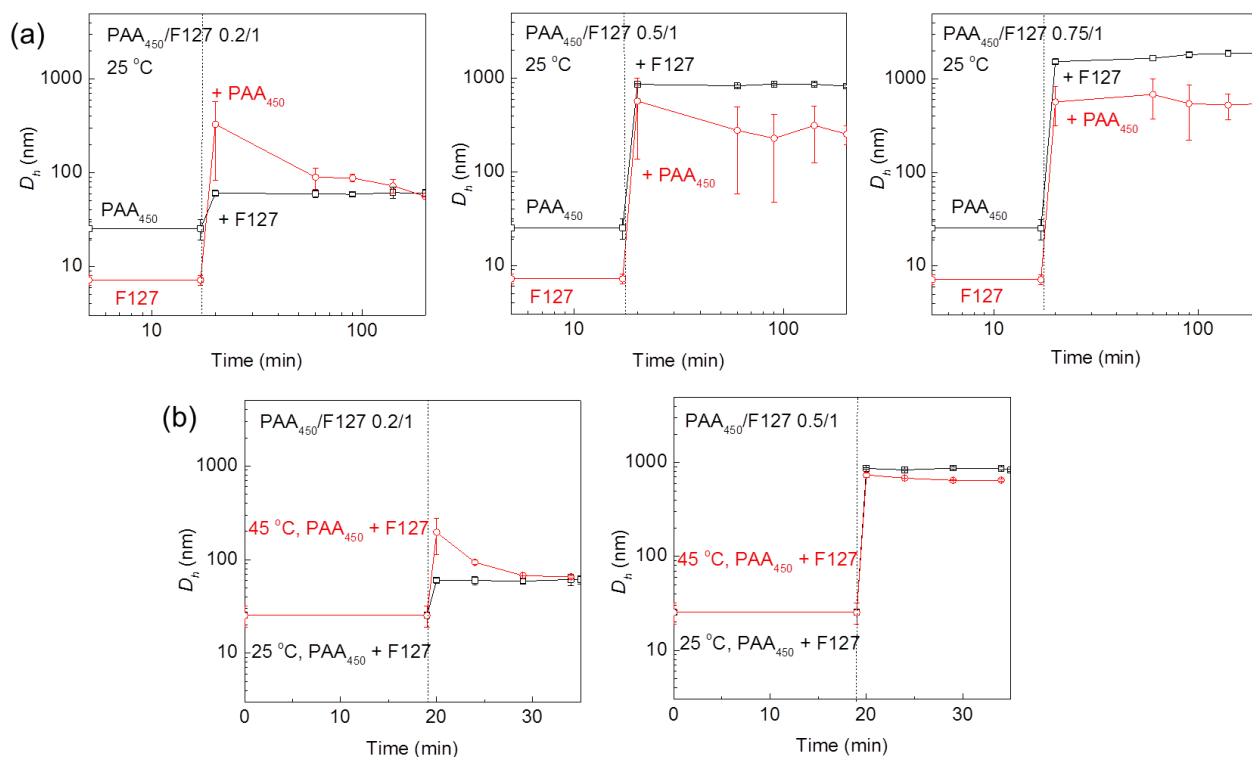 (a)
PAA450/F127 0.2/1
25 °C
+ PAA450
PAA450
+ F127
F127
1000
100
10
Dh (nm)
10
100
Time (min)
PAA450/F127 0.5/1
25 °C
+ F127
+ PAA450
PAA450
F127
1000
100
10
Dh (nm)
10
100
Time (min)
PAA450/F127 0.75/1
25 °C
+ F127
+ PAA450
PAA450
F127
1000
100
10
Dh (nm)
10
100
Time (min)
(b)
PAA450/F127 0.2/1
45 °C, PAA450 + F127
25 °C, PAA450 + F127
1000
100
10
Dh (nm)
0
10
20
30
Time (min)
PAA450/F127 0.5/1
45 °C, PAA450 + F127
25 °C, PAA450 + F127
1000
100
10
Dh (nm)
0
10
20
30
Time (min)